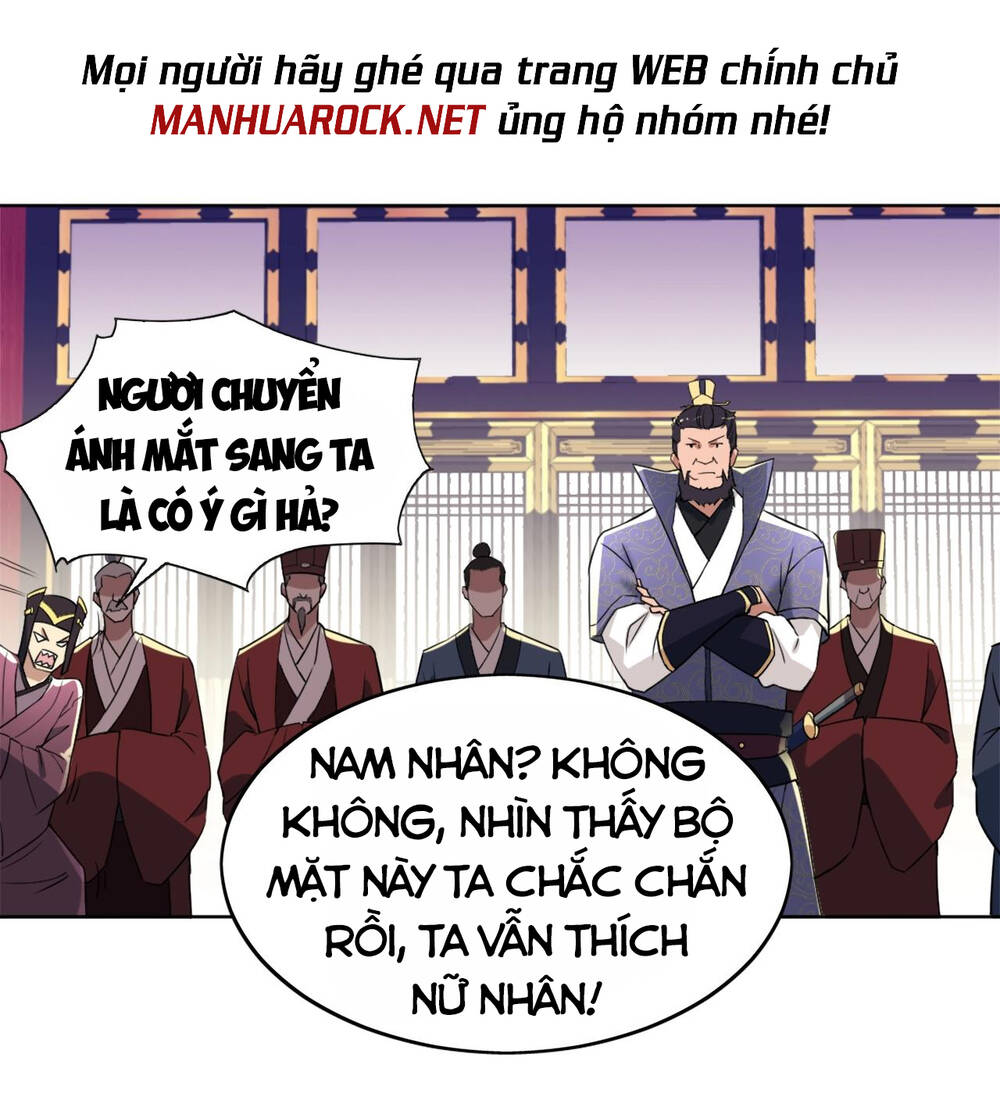 Mọi người hãy ghé qua trang WEB chính chủ
MANHUAROCK.NET ủng hộ nhóm nhé!
NGƯƠI CHUYỂN
ÁNH MẮT SANG TA
LÀ CÓ Ý GÌ HẢ?
NAM NHÂN? KHÔNG
KHÔNG, NHÌN THẤY BỘ
MẶT NÀY TA CHẮC CHẮN
RỒI, TA VẪN THÍCH
NỮ NHÂN!